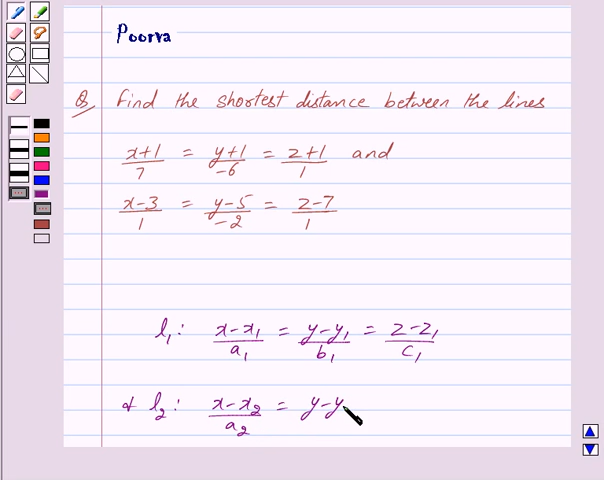 Poorva
Q Find the shortest distance between the lines
x+1/7 = y+1/-6 = z+1/1 and
x-3/1 = y-5/-2 = z-7/1
l₁: x-x₁/a₁ = y-y₁/b₁ = z-z₁/c₁
& l₂: x-x₂/a₂ = y-y